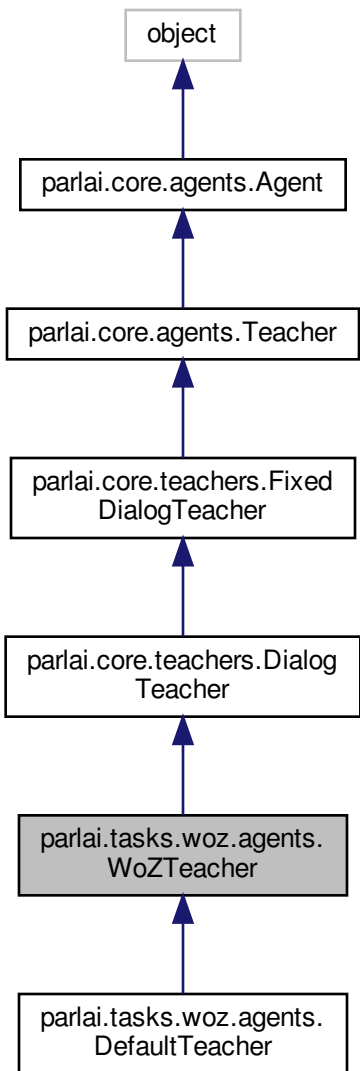 object
parlai.core.agents.Agent
parlai.core.agents.Teacher
parlai.core.teachers.Fixed
DialogTeacher
parlai.core.teachers.Dialog
Teacher
parlai.tasks.woz.agents.
WoZTeacher
parlai.tasks.woz.agents.
DefaultTeacher